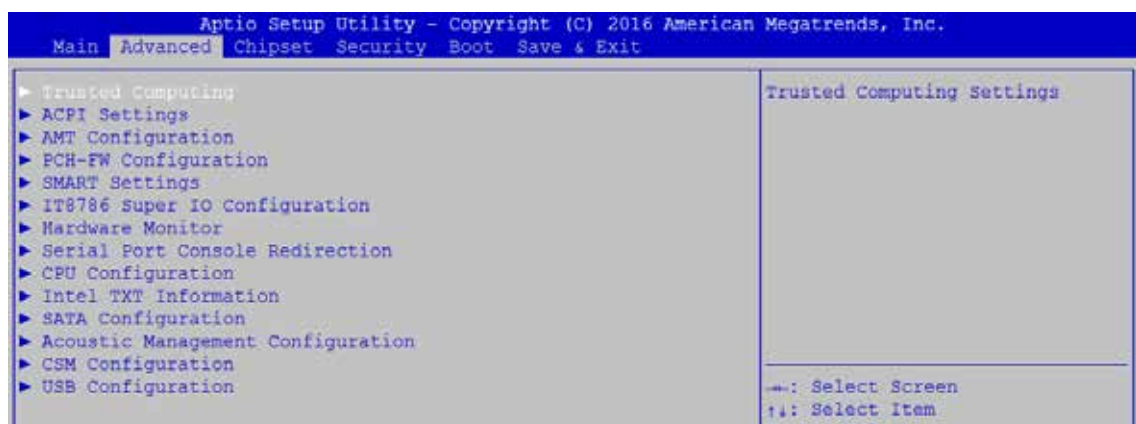 Aptio Setup Utility - Copyright (C) 2016 American Megatrends, Inc.
Main Advanced Chipset Security Boot Save & Exit
► Trusted Computing
► ACPI Settings
► AMT Configuration
► PCH-FW Configuration
► SMART Settings
► IT8786 Super IO Configuration
► Hardware Monitor
► Serial Port Console Redirection
► CPU Configuration
► Intel TXT Information
► SATA Configuration
► Acoustic Management Configuration
► CSM Configuration
► USB Configuration
Trusted Computing Settings
→←: Select Screen
↑↓: Select Item